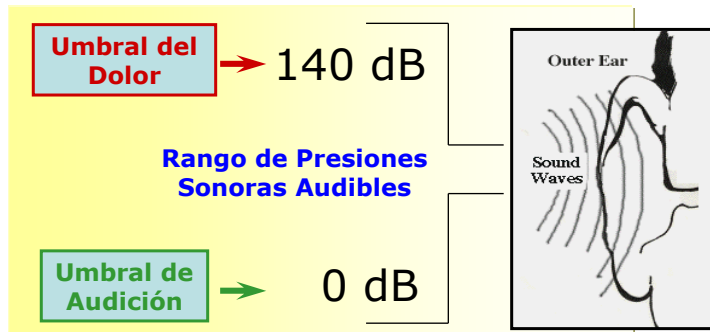 Umbral del
Dolor
140 dB
Rango de Presiones
Sonoras Audibles
Umbral de
Audición
0 dB
Outer Ear
Sound
Waves